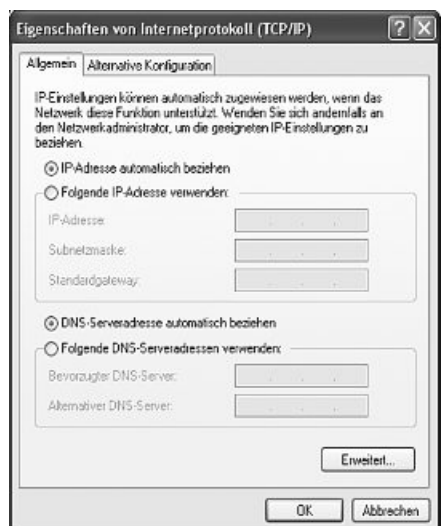 Eigenschaften von Internetprotokoll (TCP/IP)
Allgemein
Alternative Konfiguration
IP-Einstellungen können automatisch zugewiesen werden, wenn das
Netzwerk diese Funktion unterstützt. Wenden Sie sich andernfalls an
den Netzwerkadministrator, um die geeigneten IP-Einstellungen zu
beziehen.
IP-Adresse automatisch beziehen
Folgende IP-Adresse verwenden:
IP-Adresse:
Subnetzmaske:
Standardgateway:
DNS-Serveradresse automatisch beziehen
Folgende DNS-Serveradressen verwenden:
Bevorzugter DNS-Server:
Alternativer DNS-Server:
Erweitert...
OK
Abbrechen